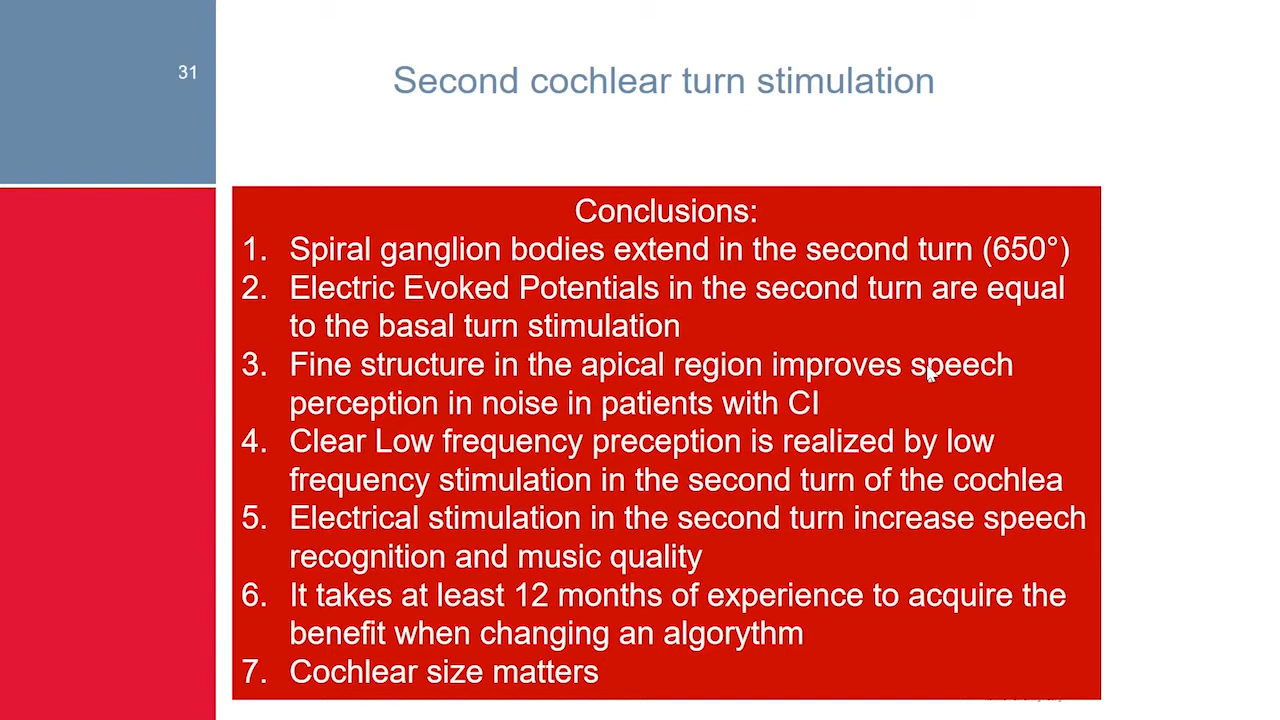 31
Second cochlear turn stimulation
Conclusions:
1. Spiral ganglion bodies extend in the second turn (650°)
2. Electric Evoked Potentials in the second turn are equal
to the basal turn stimulation
3. Fine structure in the apical region improves speech
perception in noise in patients with CI
4. Clear Low frequency preception is realized by low
frequency stimulation in the second turn of the cochlea
5. Electrical stimulation in the second turn increase speech
recognition and music quality
6. It takes at least 12 months of experience to acquire the
benefit when changing an algorythm
7. Cochlear size matters